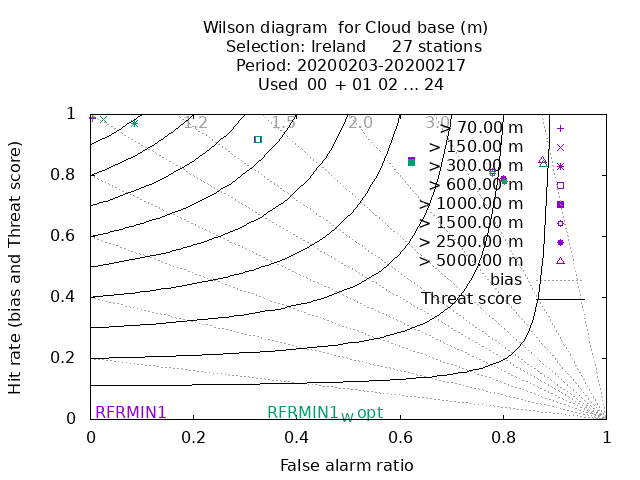 Wilson diagram  for Cloud base (m)
Selection: Ireland     27 stations
Period: 20200203-20200217
Used  00  + 01 02 ... 24
Hit rate (bias and Threat score)
1
0.8
0.6
0.4
0.2
0
1.2
1.5
2.0
3.0
> 70.00 m
> 150.00 m
> 300.00 m
> 600.00 m
> 1000.00 m
> 1500.00 m
> 2500.00 m
> 5000.00 m
bias
Threat score
RFRMIN1
RFRMIN1W opt
0 0.2 0.4 0.6 0.8 1
False alarm ratio